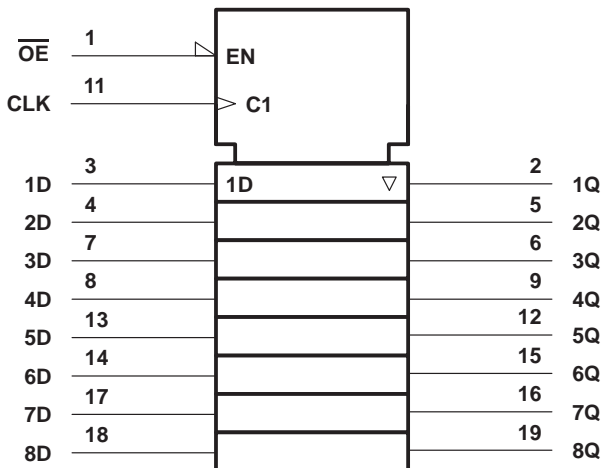 OE 1 EN
CLK 11 C1
1D 3 1D 2 1Q
2D 4 5 2Q
3D 7 6 3Q
4D 8 9 4Q
5D 13 12 5Q
6D 14 15 6Q
7D 17 16 7Q
8D 18 19 8Q